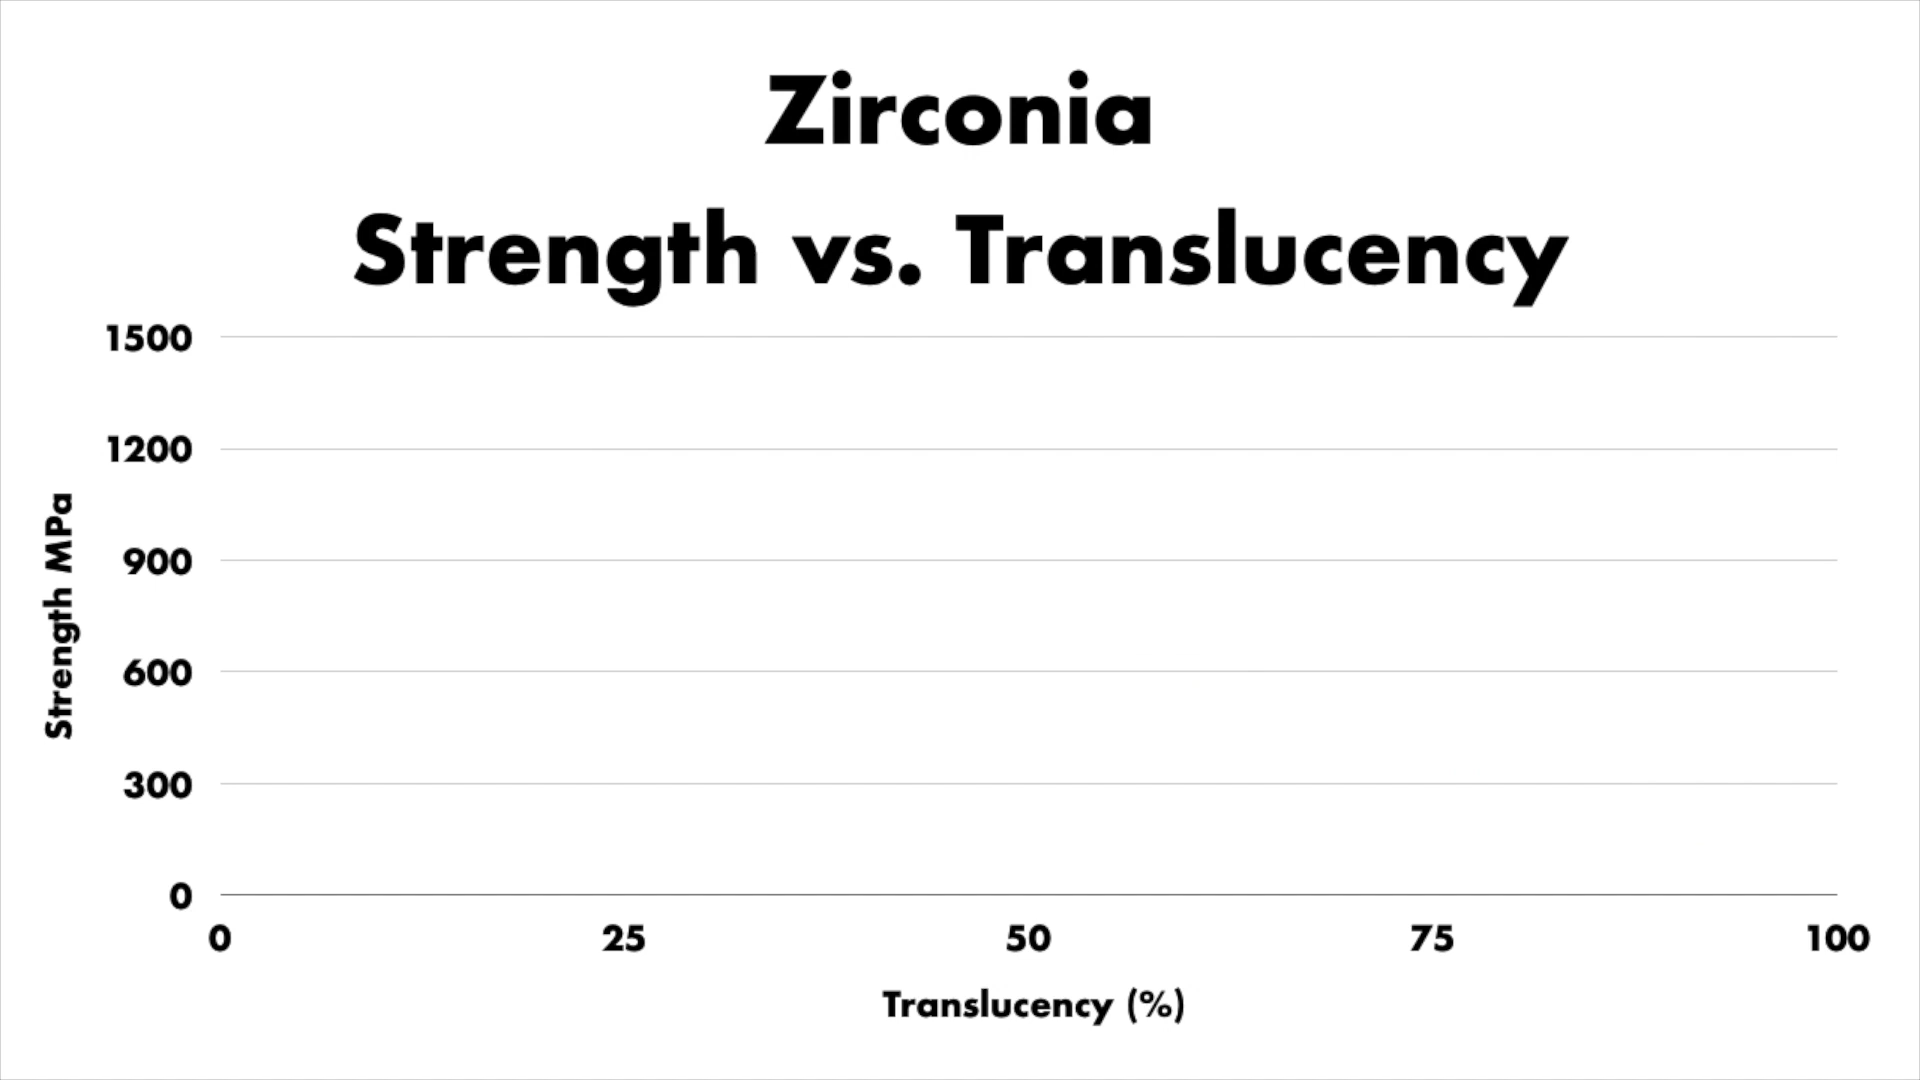 Zirconia
Strength vs. Translucency
1500
1200
900
600
300
0
Strength MPa
0 25 50 75 100
Translucency (%)